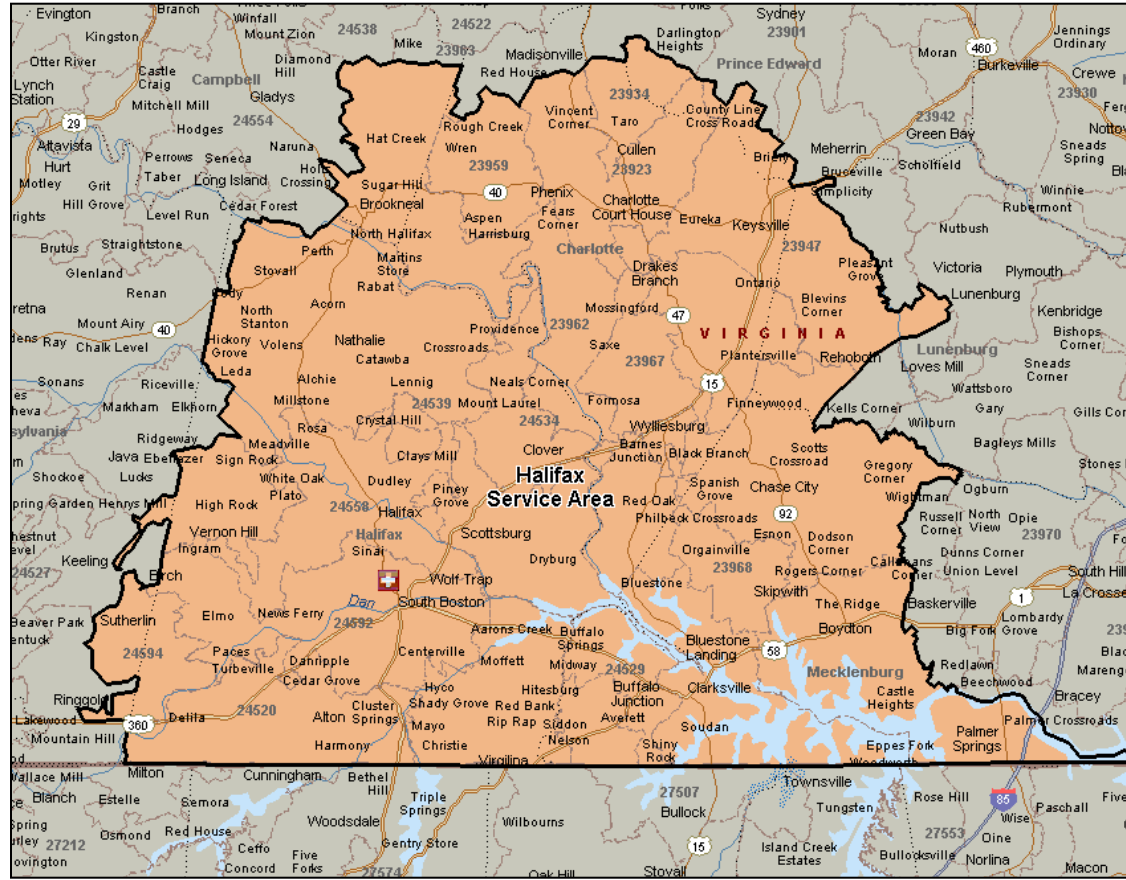 Evington
Branch
Winfall
Mount Zion
24538
24522
Darlington
Heights
Sydney
23901
Jennings
Ordinary
Kingston
Mike
23963
Madisonville
Moran
460
Burkeville
Otter River
Castle
Craig
Diamond
Hill
Red House
Prince Edward
Crewe
Lynch
Station
Campbell
Gladys
23934
23930
Mitchell Mill
24554
Vincent
Corner
Taro
County Line
Cross Road
23942
Green Bay
29
Hodges
Hat Creek
Rough Creek
Altavista
Naruna
Wren
Cullen
Meherrin
Sneads
Spring
Hurt
Perrows
Seneca
23959
23923
Bruceville
Scholfield
Motley
Grit
Taber
Long Island
Sugar Hill
Brookneal
40
Phenix
Charlotte
Court House
Simplicity
Winnie
Hill Grove
Level Run
Cedar Forest
Aspen
Fears
Corner
Eureka
Keysville
Rubermont
Brutus
Straightstone
North Halifax
Harrisburg
Charlotte
23947
Nutbush
Perth
Martins
Store
Glenland
Stovall
Drakes
Branch
Pleasant
Grove
Victoria
Plymouth
Renan
Rabat
Ontario
Lunenburg
Acorn
Mossingford
Blevins
Corner
Kenbridge
Mount Airy
40
North
Stanton
Providence
23962
47
VIRGINIA
Bishops
Corner
Chalk Level
Hickory
Grove
Volens
Nathalie
Crossroads
Saxe
Lunenburg
Catawba
23967
Plantersville
Rehoboth
Loves Mill
Sneads
Corner
Leda
Sonans
Riceville
Alchie
Lennig
Neals Corner
15
Wattsboro
Markham
Elkhorn
Millstone
24539
Mount Laurel
Formosa
Finneywood
Kells Corner
Gary
Ridgeway
Rosa
Crystal Hill
24534
Wylliesburg
Wilburn
Java
Ebenezer
Meadville
Clover
Barnes
Junction
Black Branch
Scotts
Crossroad
Bagleys Mills
Sign Rock
Clays Mill
Gregory
Corner
Shockoe
Lucks
White Oak
Dudley
Halifax
Service Area
Spanish
Grove
Chase City
Ogburn
Spring Garden
Henrys Mill
High Rock
Plato
Piney
Grove
Red Oak
Wightman
24558
Halifax
Philbeck Crossroads
92
Russell
Corner
North
View
Opie
Vernon Hill
Halifax
Scottsburg
Esnon
23970
Keeling
Ingram
Sinai
Dryburg
Orgainville
Dodson
Corner
Dunns Corner
24527
Birch
Wolf Trap
Bluestone
23968
Rogers Corner
Callahans
Corner
Union Level
South Hill
Dan
South Boston
Skipwith
Baskerville
1
La Crosse
Beaver Park
Sutherlin
Elmo
News Ferry
24592
The Ridge
Lombardy
Grove
Aarons Creek
Buffalo
Springs
Boydton
Big Fork
24594
Paces
Turbeville
Centerville
Bluestone
Landing
58
Danripple
Moffett
Midway
24529
Mecklenburg
Redlawn
Beechwood
Cedar Grove
Clarksville
Bracey
Ringgold
Hyco
Hitesburg
Buffalo
Junction
Castle
Heights
Lakewood
360
Delila
24520
Alton
Cluster
Springs
Shady Grove
Red Bank
Averett
Palmer Crossroads
Mountain Hill
Mayo
Rip Rap
Siddon
Soudan
Palmer
Springs
Harmony
Christie
Nelson
Shiny
Rock
Eppes Fork
Virgilina
Milton
Cunningham
Bethel
Hill
Townsville
Blanch
Estelle
Semora
Triple
Springs
27507
Bullock
Tungsten
Rose Hill
85
Paschall
Woodsdale
Wilbourns
Wise
Osmond
Red House
27212
Ceffo
Gentry Store
15
Island Creek
Estates
27553
Oine
Concord
Five
Forks
Bullocksville
Norlina
27574
Oak Hill
Stovall
Macon